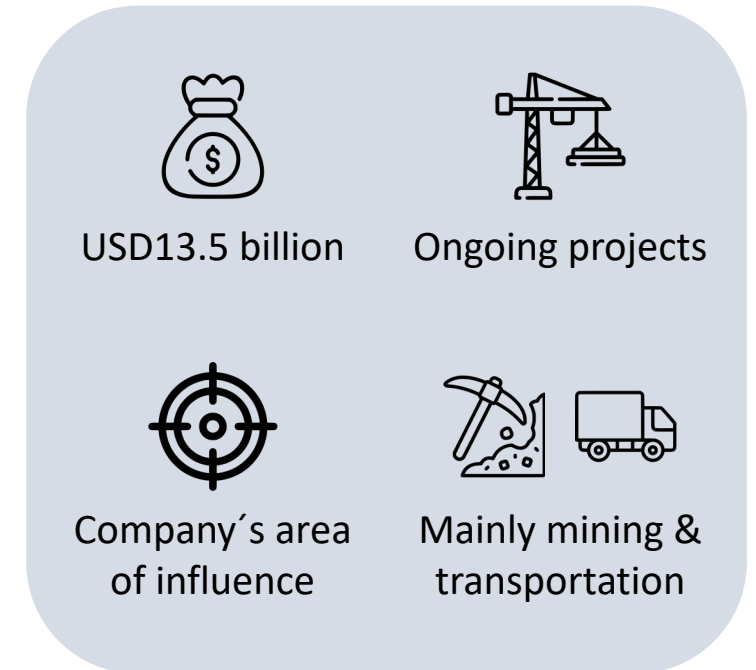 $
USD13.5 billion
Ongoing projects
Company´s area
of influence
Mainly mining &
transportation